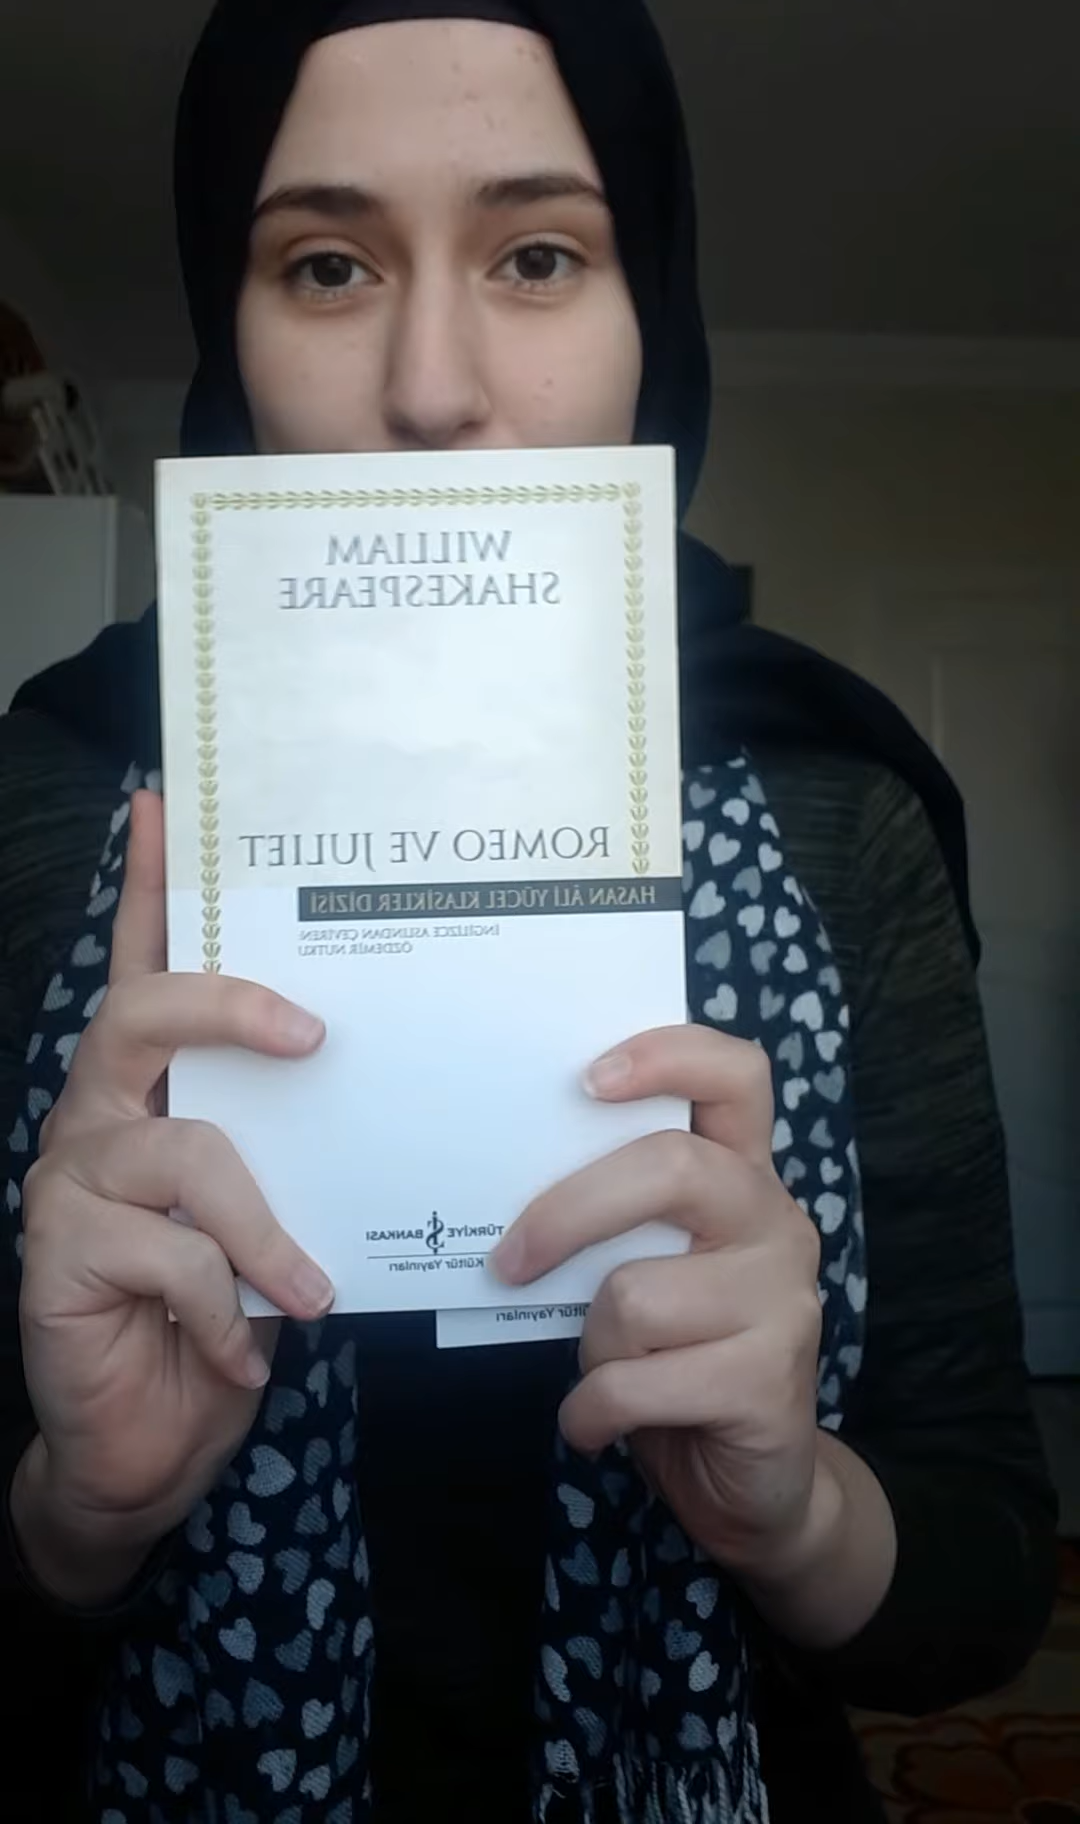 WILLIAM
SHAKESPEARE
ROMEO VE JULIET
HASAN ÂLİ YÜCEL KLASİKLER DİZİSİ
İNGİLİZCE ASLINDAN ÇEVİREN:
ÖZDEMİR NUTKU
TÜRKİYE İŞ BANKASI
Kültür Yayınları
Yayınları